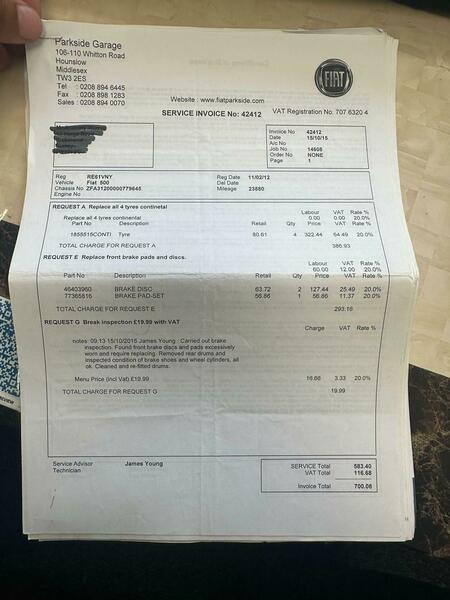 Parkside Garage
106-110 Whitton Road
Hounslow
Middlesex
TW3 2ES
Tel : 0208 894 6445
Fax : 0208 898 1283
Sales : 0208 894 0070
FIAT
Website : www.fiatparkside.com
SERVICE INVOICE No: 42412
VAT Registration No: 707 6320 4
Invoice No 42412
Date 15/10/15
A/c No
Job No 14608
Order No NONE
Page 1
Reg RE61VNY Reg Date 11/02/12
Vehicle Fiat 500 Del Date
Chassis No ZFA31200000779645 Mileage 23880
Engine No
REQUEST A Replace all 4 tyres continental
Labour VAT Rate %
Replace all 4 tyres continental 0.00 0.00 20.0%
Part No Description Retail Qty Price VAT Rate %
1855515CONTI Tyre 80.61 4 322.44 64.49 20.0%
TOTAL CHARGE FOR REQUEST A 386.93
REQUEST E Replace front brake pads and discs.
Labour VAT Rate %
60.00 12.00 20.0%
Part No Description Retail Qty Price VAT Rate %
46403960 BRAKE DISC 63.72 2 127.44 25.49 20.0%
77365816 BRAKE PAD-SET 56.86 1 56.86 11.37 20.0%
TOTAL CHARGE FOR REQUEST E 293.16
REQUEST G Break inspection £19.99 with VAT
Charge VAT Rate %
notes: 09:13 15/10/2015 James Young : Carried out brake
inspection. Found front brake discs and pads excessively
worn and require replacing. Removed rear drums and
inspected condition of brake shoes and wheel cylinders, all
ok. Cleaned and re-fitted drums.
Menu Price (incl Vat) £19.99 16.66 3.33 20.0%
TOTAL CHARGE FOR REQUEST G 19.99
Service Advisor James Young
Technician
SERVICE Total 583.40
VAT Total 116.68
Invoice Total 700.08